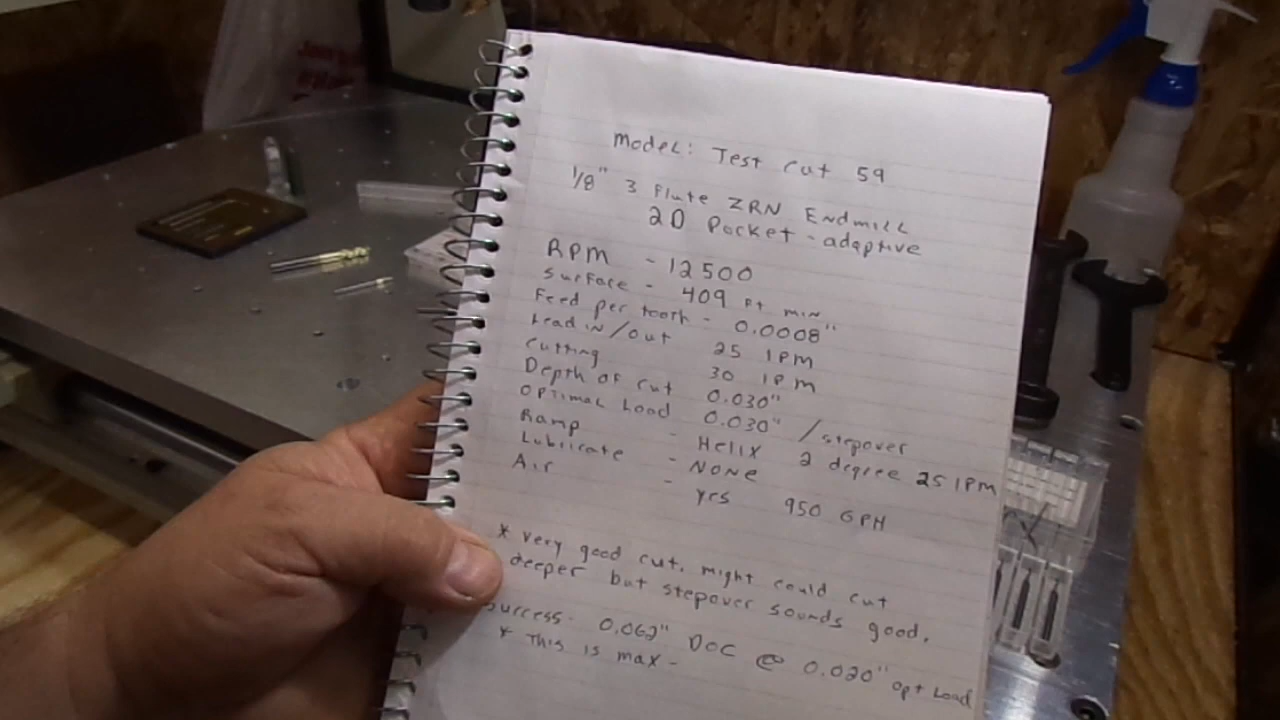 Model: Test Cut 59
1/8" 3 Flute ZRN Endmill
2D Pocket - adaptive
RPM - 12500
Surface - 409 Ft min
Feed per tooth - 0.0008"
Lead in/out 25 IPM
Cutting 30 IPM
Depth of cut 0.030"
Optimal Load 0.030" /stepover
Ramp - Helix 2 degree 25 IPM
Lubricate - NONE
Air - yes 950 GPH
* very good cut, might could cut
deeper but stepover sounds good.
Success - 0.062" DOC @ 0.020" opt Load
* This is max -